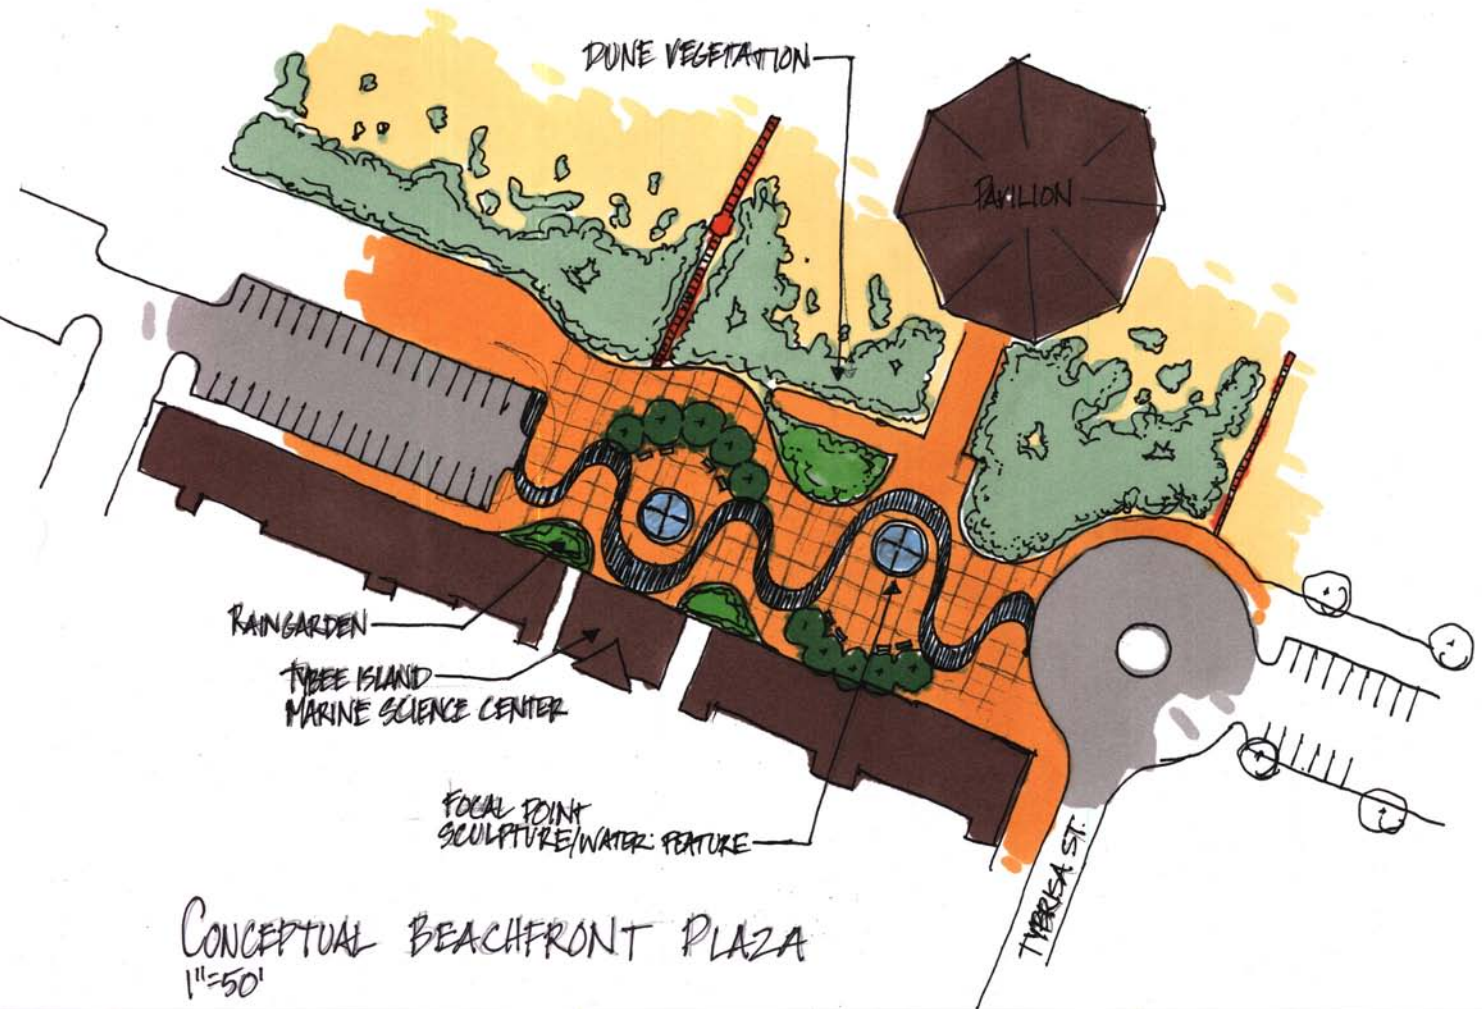 DUNE VEGETATION
PAVILION
RAINGARDEN
TYBEE ISLAND
MARINE SCIENCE CENTER
FOCAL POINT
SCULPTURE/WATER FEATURE
TYBRISA ST.
CONCEPTUAL BEACHFRONT PLAZA
1"=50'